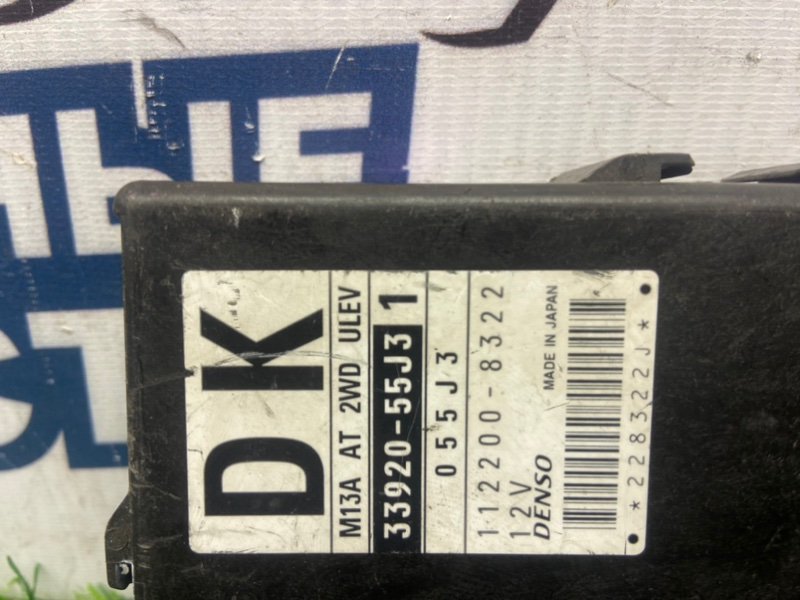 DK
M13A AT 2WD ULEV
33920-55J3 1
055J3
112200-8322
12V
DENSO MADE IN JAPAN
*228322J*